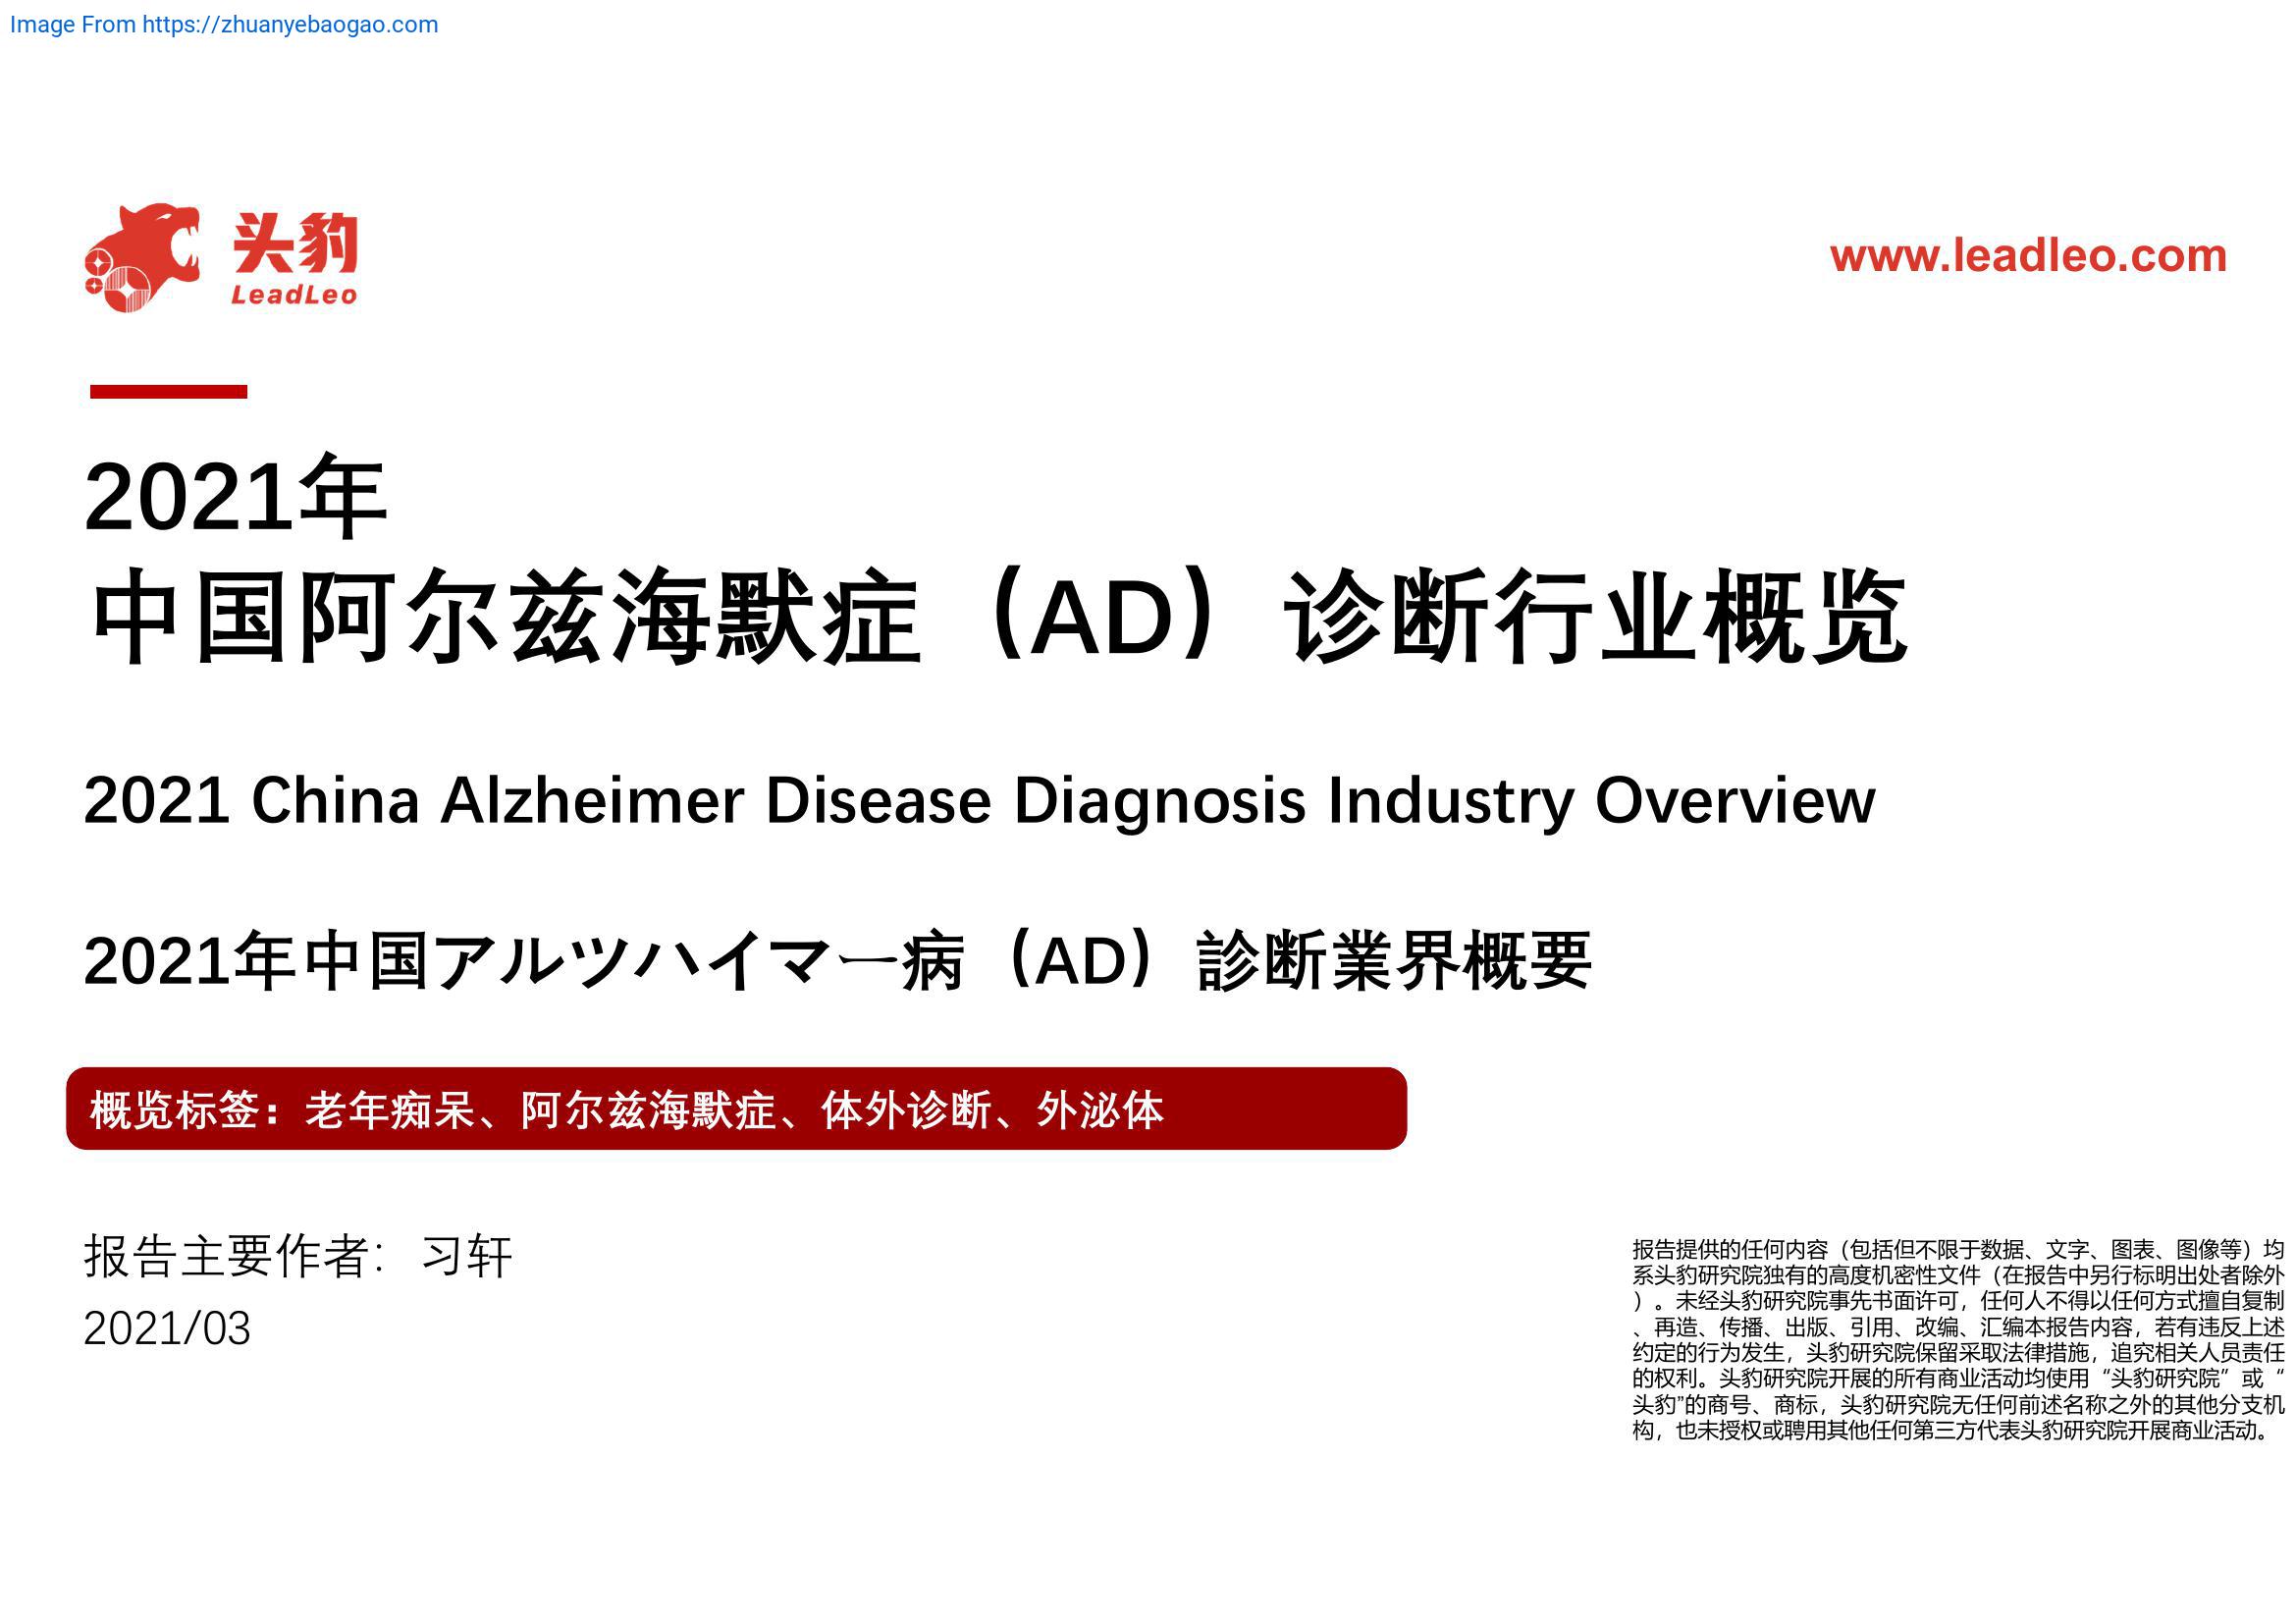 Image From https://zhuanyebaogao.com
头豹
LeadLeo
www.leadleo.com
2021年
中国阿尔兹海默症（AD）诊断行业概览
2021 China Alzheimer Disease Diagnosis Industry Overview
2021年中国アルツハイマー病（AD）診断業界概要
概览标签：老年痴呆、阿尔兹海默症、体外诊断、外泌体
报告主要作者：习轩
2021/03
报告提供的任何内容（包括但不限于数据、文字、图表、图像等）均
系头豹研究院独有的高度机密性文件（在报告中另行标明出处者除外
）。未经头豹研究院事先书面许可，任何人不得以任何方式擅自复制
、再造、传播、出版、引用、改编、汇编本报告内容，若有违反上述
约定的行为发生，头豹研究院保留采取法律措施，追究相关人员责任
的权利。头豹研究院开展的所有商业活动均使用“头豹研究院”或“
头豹”的商号、商标，头豹研究院无任何前述名称之外的其他分支机
构，也未授权或聘用其他任何第三方代表头豹研究院开展商业活动。